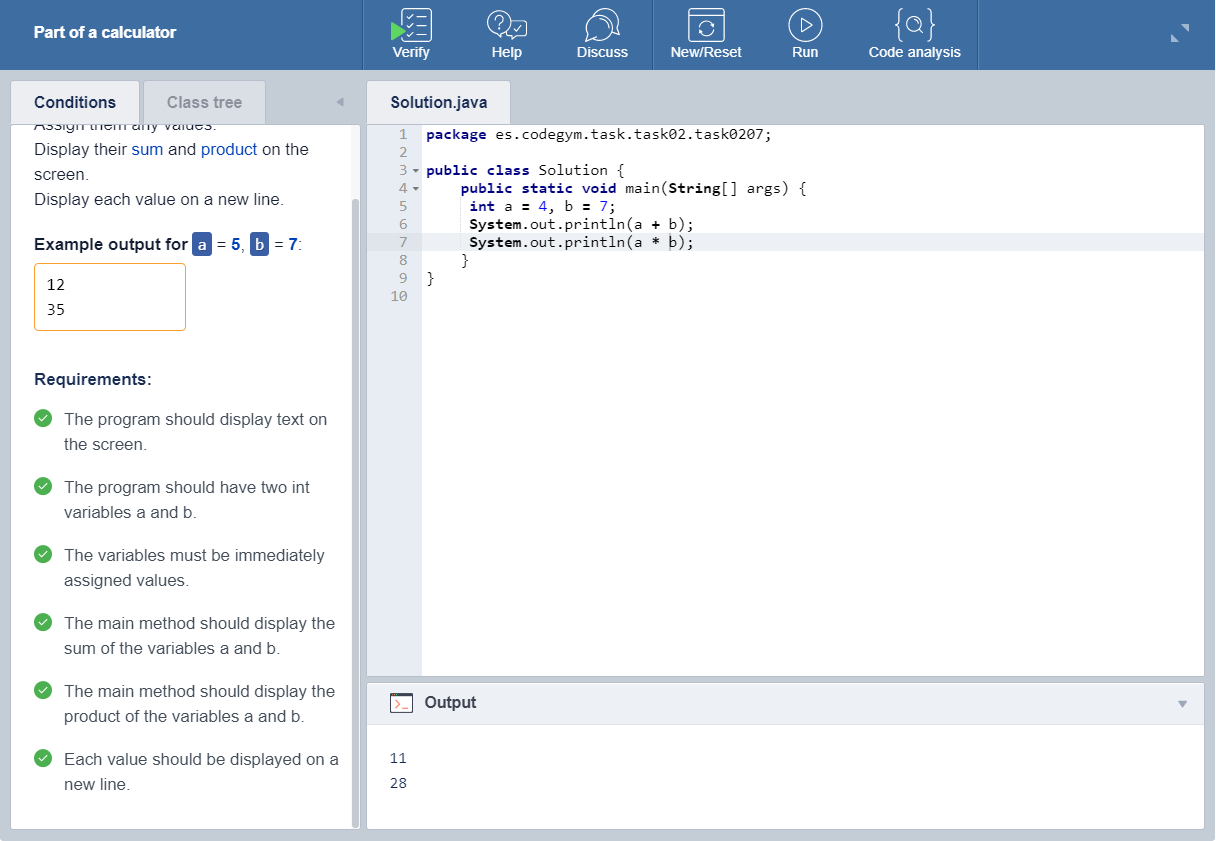 Part of a calculator
Verify
Help
Discuss
New/Reset
Run
Code analysis
Conditions
Class tree
Assign them any values.
Display their sum and product on the
screen.
Display each value on a new line.
Example output for a = 5, b = 7:
12
35
Requirements:
The program should display text on
the screen.
The program should have two int
variables a and b.
The variables must be immediately
assigned values.
The main method should display the
sum of the variables a and b.
The main method should display the
product of the variables a and b.
Each value should be displayed on a
new line.
Solution.java
1 package es.codegym.task.task02.task0207;
2
3 public class Solution {
4 public static void main(String[] args) {
5 int a = 4, b = 7;
6 System.out.println(a + b);
7 System.out.println(a * b);
8 }
9 }
10
Output
11
28